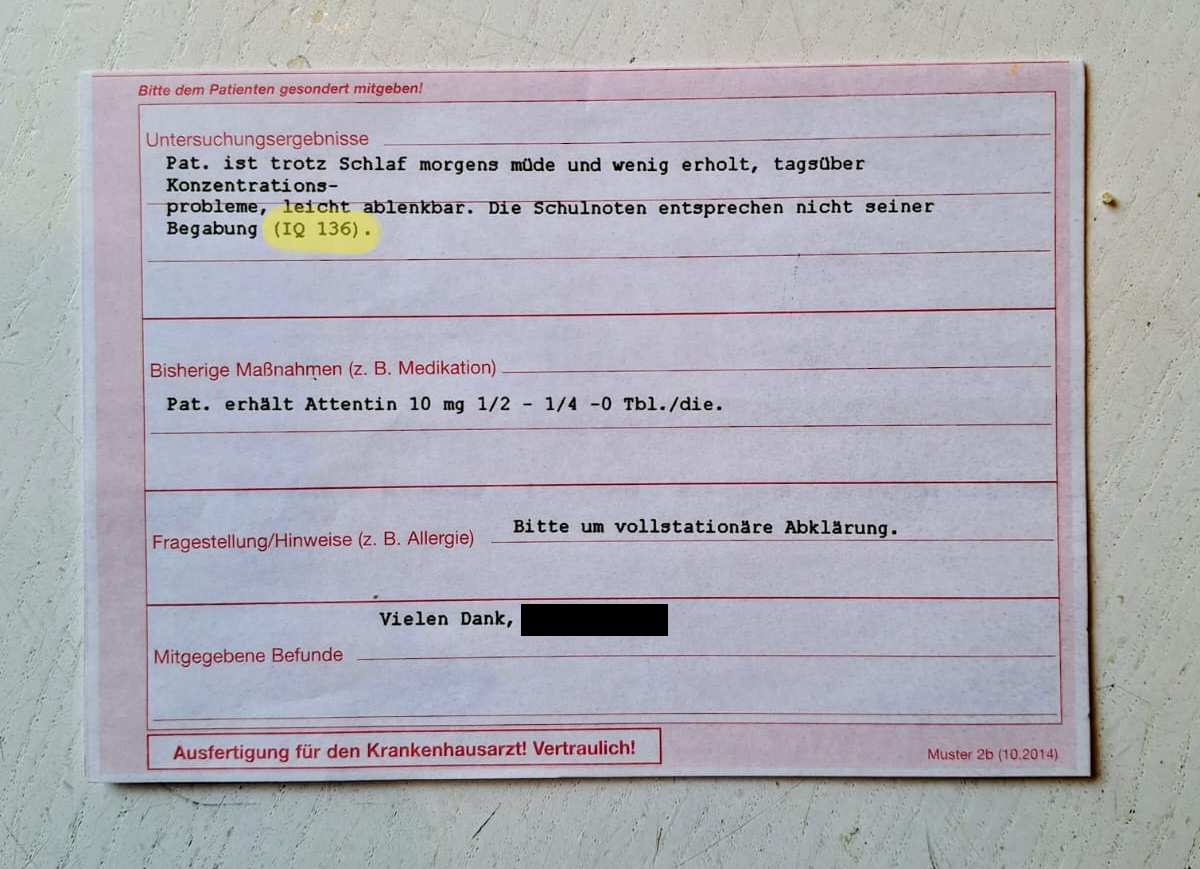 Bitte dem Patienten gesondert mitgeben!
Untersuchungsergebnisse
Pat. ist trotz Schlaf morgens müde und wenig erholt, tagsüber
Konzentrations-
probleme, leicht ablenkbar. Die Schulnoten entsprechen nicht seiner
Begabung (IQ 136).
Bisherige Maßnahmen (z. B. Medikation)
Pat. erhält Attentin 10 mg 1/2 - 1/4 -0 Tbl./die.
Fragestellung/Hinweise (z. B. Allergie) Bitte um vollstationäre Abklärung.
Vielen Dank,
Mitgegebene Befunde
Ausfertigung für den Krankenhausarzt! Vertraulich!
Muster 2b (10.2014)